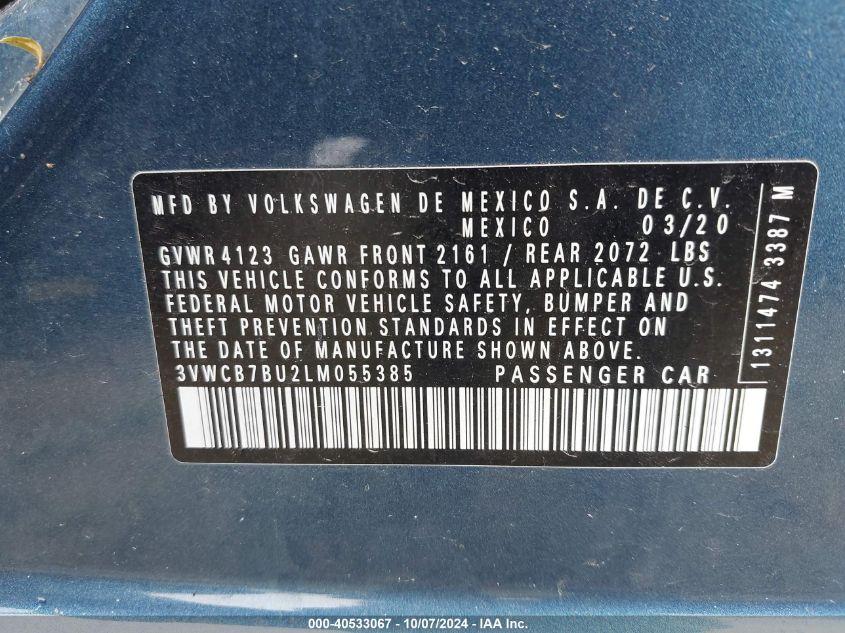 MFD BY VOLKSWAGEN DE MEXICO S.A. DE C.V.
MEXICO 03/20
GVWR 4123 GAWR FRONT 2161 / REAR 2072 LBS
THIS VEHICLE CONFORMS TO ALL APPLICABLE U.S.
FEDERAL MOTOR VEHICLE SAFETY, BUMPER AND
THEFT PREVENTION STANDARDS IN EFFECT ON
THE DATE OF MANUFACTURE SHOWN ABOVE.
3VWCB7BU2LM055385 PASSENGER CAR
1311474 3387 M
000-40533067 - 10/07/2024 - IAA Inc.